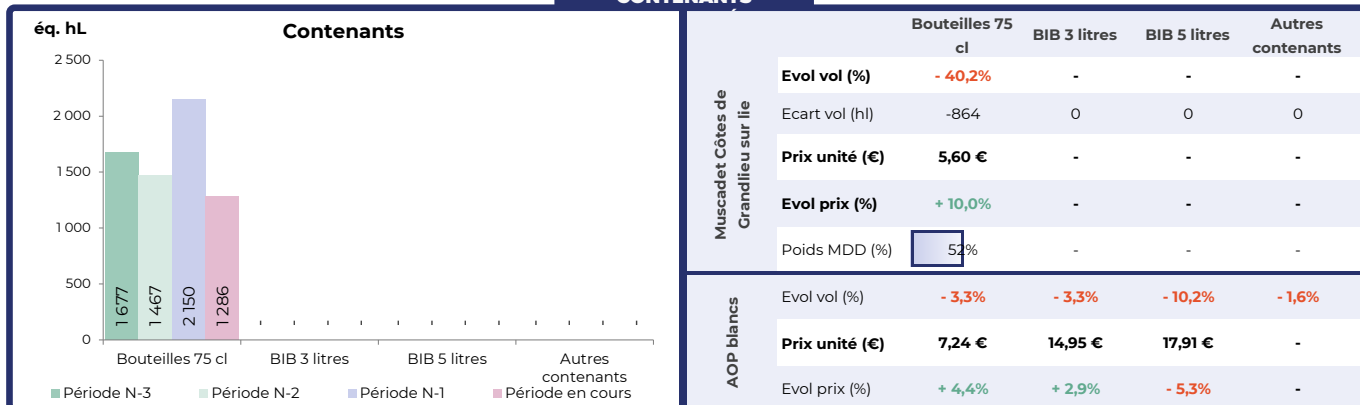 CONTENANTS
éq. hL
Contenants
2 500
2 000
1 500
1 000
500
0
1 677
1 467
2 150
1 286
Bouteilles 75 cl
BIB 3 litres
BIB 5 litres
Autres
contenants
Période N-3
Période N-2
Période N-1
Période en cours
Bouteilles 75
cl
BIB 3 litres
BIB 5 litres
Autres
contenants
Muscadet Côtes de
Grandlieu sur lie
Evol vol (%) - 40,2% - - -
Ecart vol (hl) -864 0 0 0
Prix unité (€) 5,60 € - - -
Evol prix (%) + 10,0% - - -
Poids MDD (%) 52% - - -
AOP blancs
Evol vol (%) - 3,3% - 3,3% - 10,2% - 1,6%
Prix unité (€) 7,24 € 14,95 € 17,91 € -
Evol prix (%) + 4,4% + 2,9% - 5,3% -